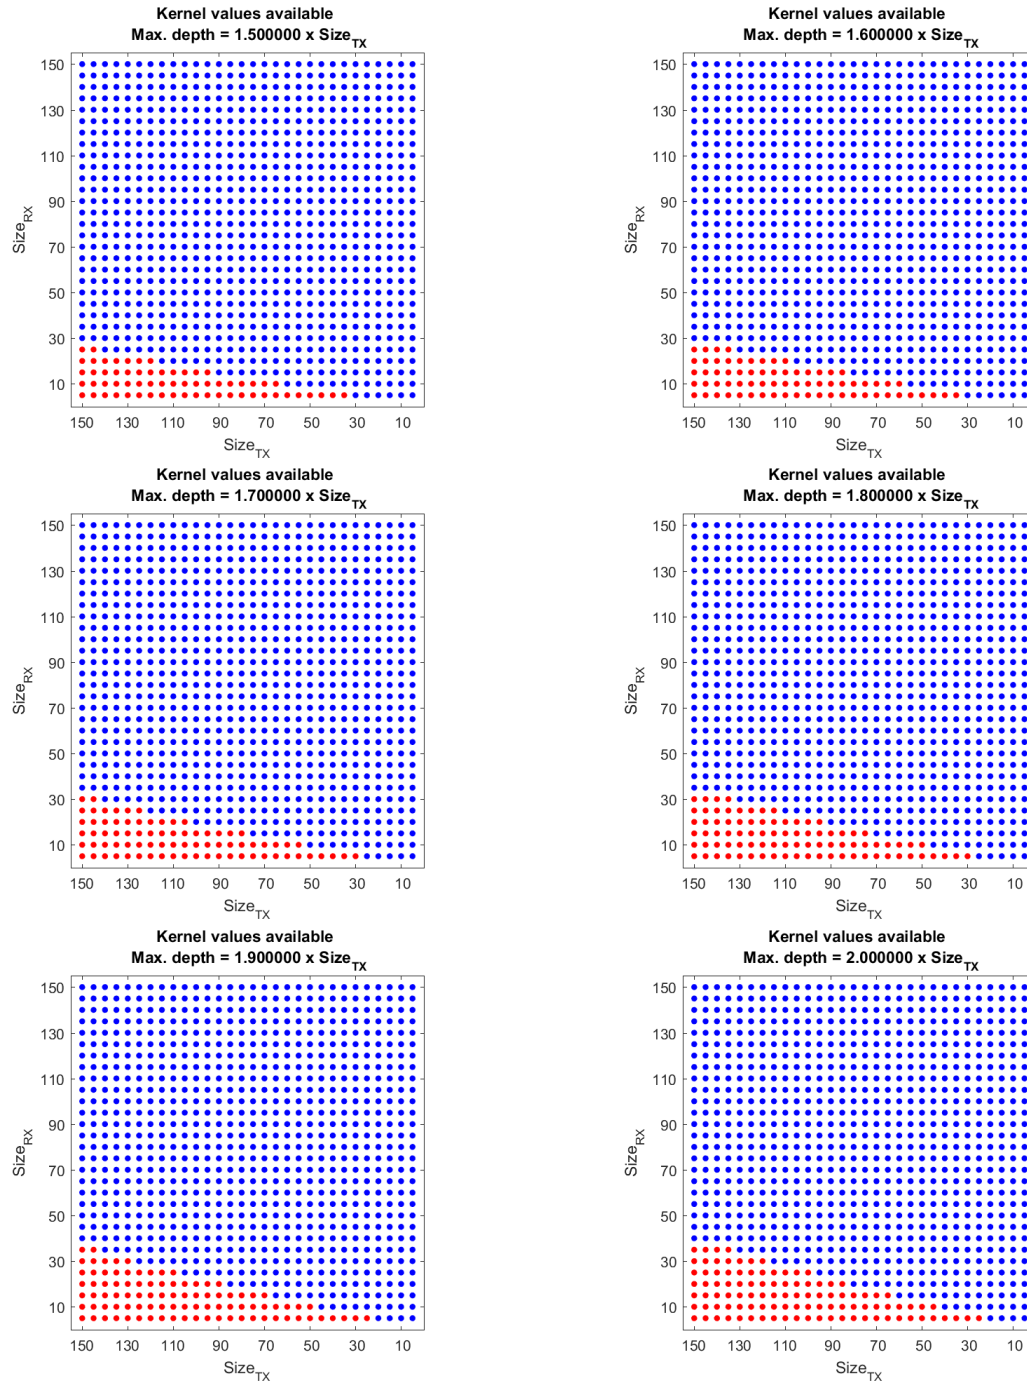 Kernel values available
Max. depth = 1.500000 x Size_TX
150
130
110
90
70
50
30
10
Size_RX
150 130 110 90 70 50 30 10
Size_TX
Kernel values available
Max. depth = 1.600000 x Size_TX
150
130
110
90
70
50
30
10
Size_RX
150 130 110 90 70 50 30 10
Size_TX
Kernel values available
Max. depth = 1.700000 x Size_TX
150
130
110
90
70
50
30
10
Size_RX
150 130 110 90 70 50 30 10
Size_TX
Kernel values available
Max. depth = 1.800000 x Size_TX
150
130
110
90
70
50
30
10
Size_RX
150 130 110 90 70 50 30 10
Size_TX
Kernel values available
Max. depth = 1.900000 x Size_TX
150
130
110
90
70
50
30
10
Size_RX
150 130 110 90 70 50 30 10
Size_TX
Kernel values available
Max. depth = 2.000000 x Size_TX
150
130
110
90
70
50
30
10
Size_RX
150 130 110 90 70 50 30 10
Size_TX